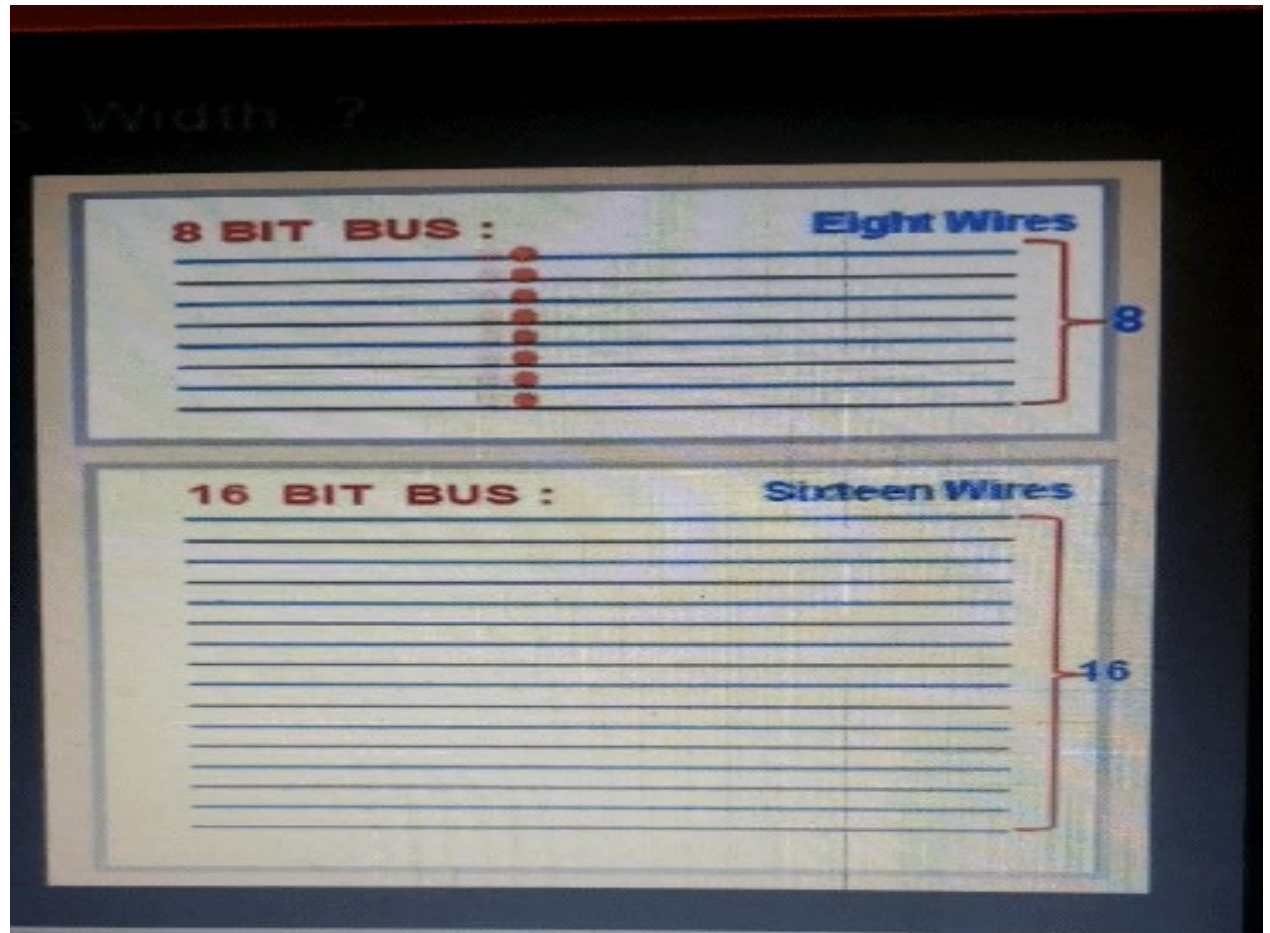 s Width ?
8 BIT BUS : Eight Wires
8
16 BIT BUS : Sixteen Wires
16